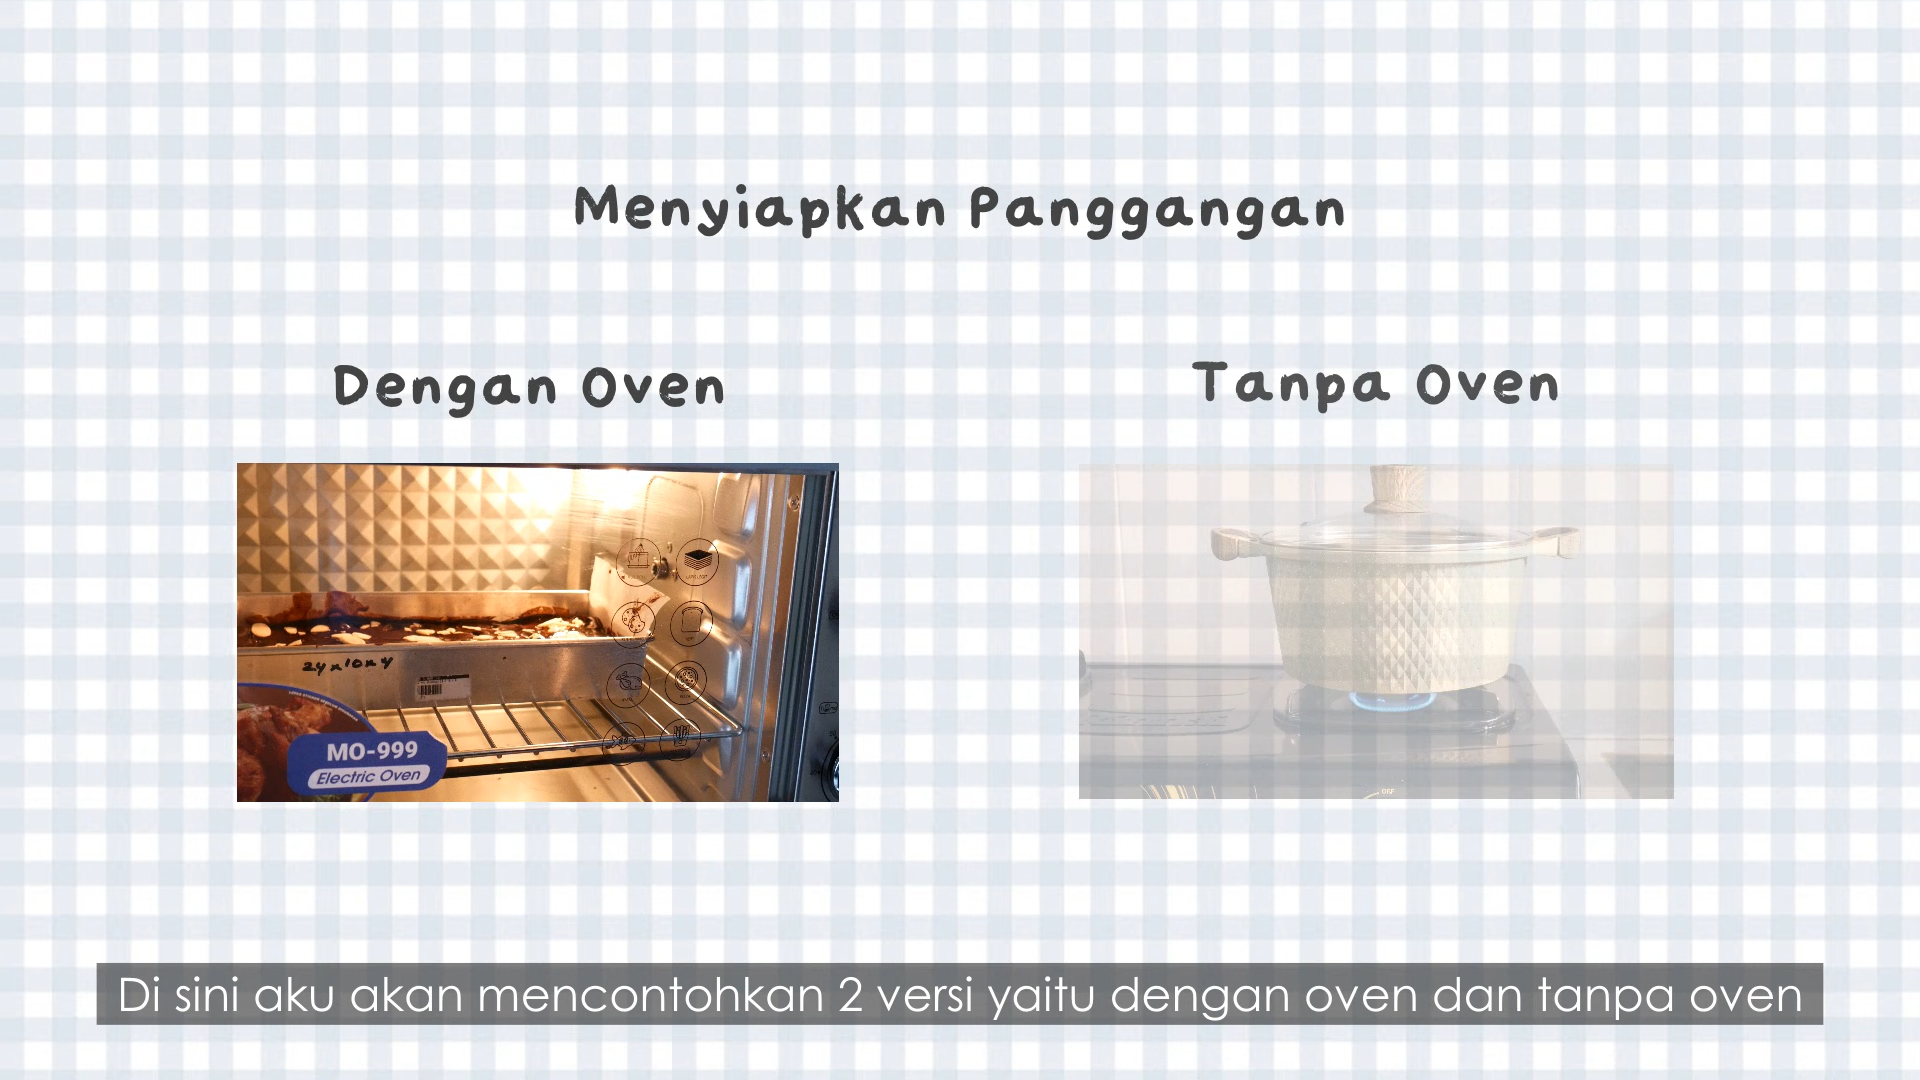 Menyiapkan Panggangan
Dengan Oven
Tanpa Oven
24x10x4
MO-999
Electric Oven
OFF
Di sini aku akan mencontohkan 2 versi yaitu dengan oven dan tanpa oven